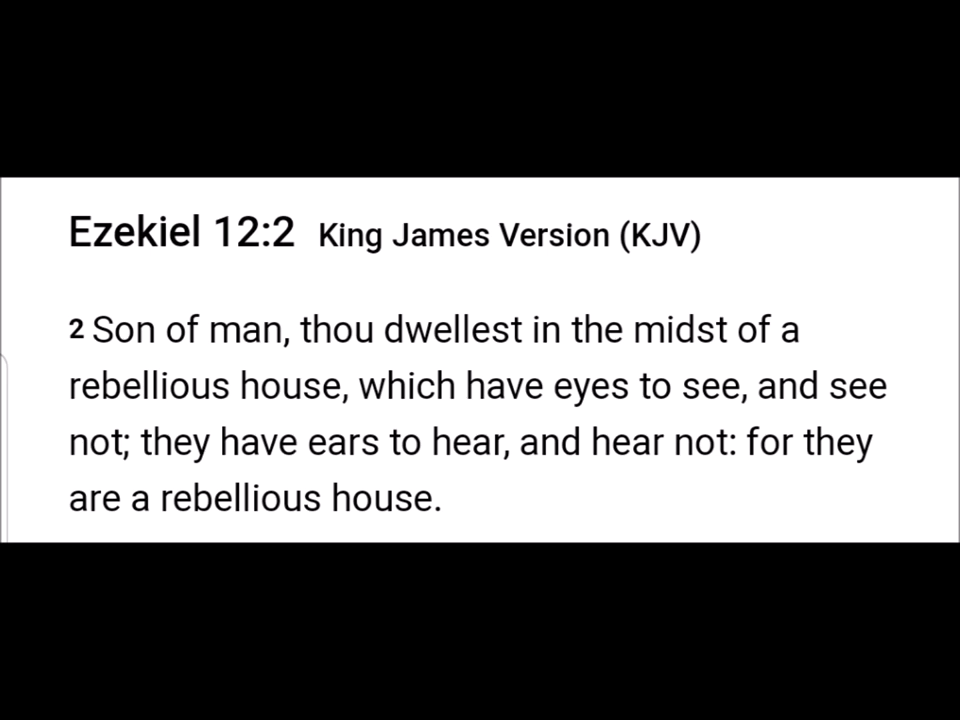 Ezekiel 12:2 King James Version (KJV)
2 Son of man, thou dwellest in the midst of a
rebellious house, which have eyes to see, and see
not; they have ears to hear, and hear not: for they
are a rebellious house.